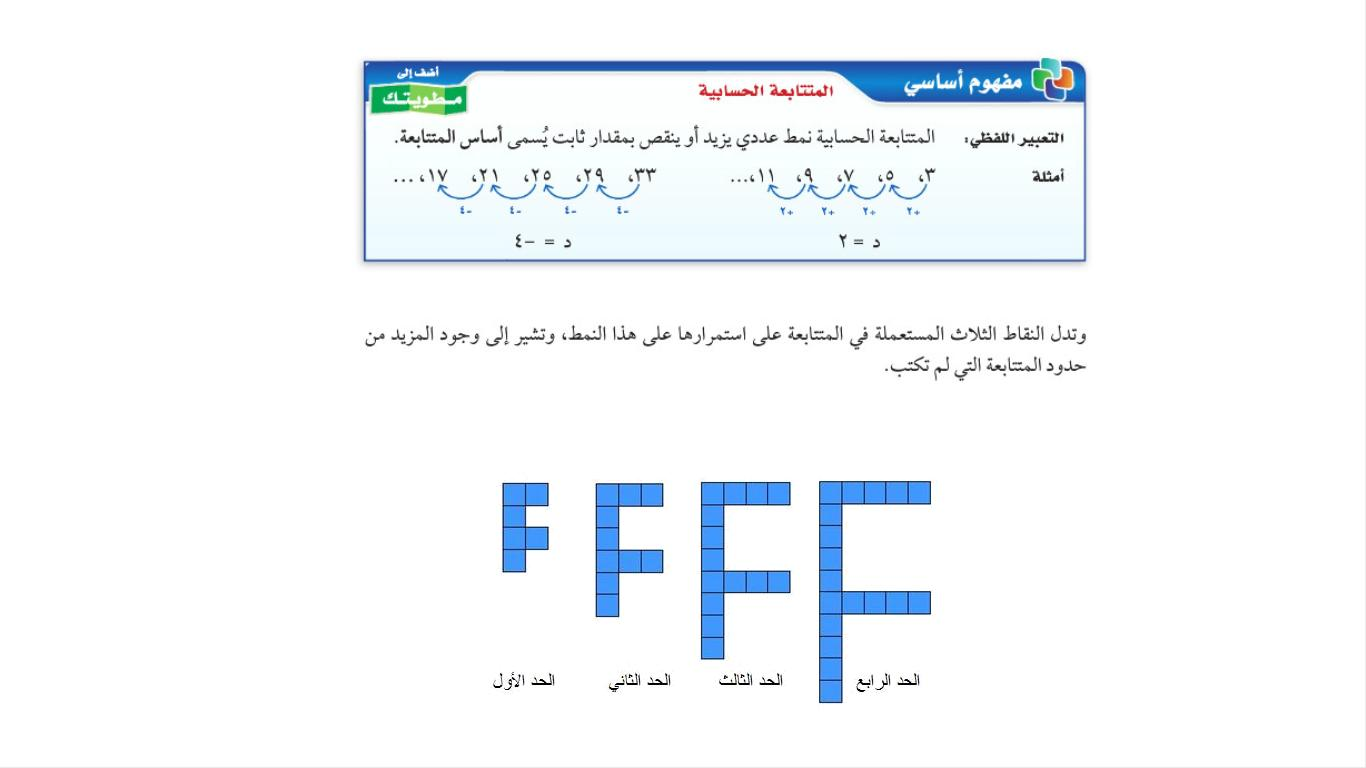 مفهوم أساسي
المتتابعة الحسابية
أضف إلى
مطويتك
التعبير اللفظي: المتتابعة الحسابية نمط عددي يزيد أو ينقص بمقدار ثابت يُسمى أساس المتتابعة.
أمثلة ٣، ٥، ٧، ٩، ١١،... ٣٣، ٢٩، ٢٥، ٢١، ١٧، ...
+٢ +٢ +٢ +٢ -٤ -٤ -٤ -٤
د = ٢ د = -٤
وتدل النقاط الثلاث المستعملة في المتتابعة على استمرارها على هذا النمط، وتشير إلى وجود المزيد من
حدود المتتابعة التي لم تكتب.
الحد الأول الحد الثاني الحد الثالث الحد الرابع